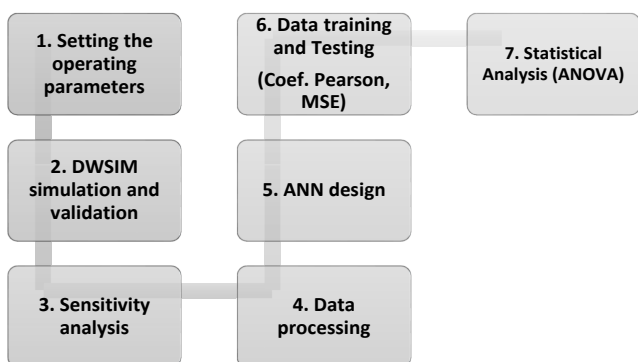 1. Setting the
operating
parameters
2. DWSIM
simulation and
validation
3. Sensitivity
analysis
4. Data
processing
5. ANN design
6. Data training
and Testing
(Coef. Pearson,
MSE)
7. Statistical
Analysis (ANOVA)